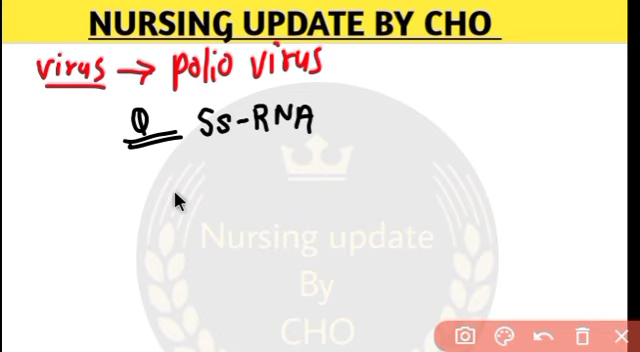 NURSING UPDATE BY CHO
virus → polio virus
Q Ss-RNA
Nursing update
By
CHO